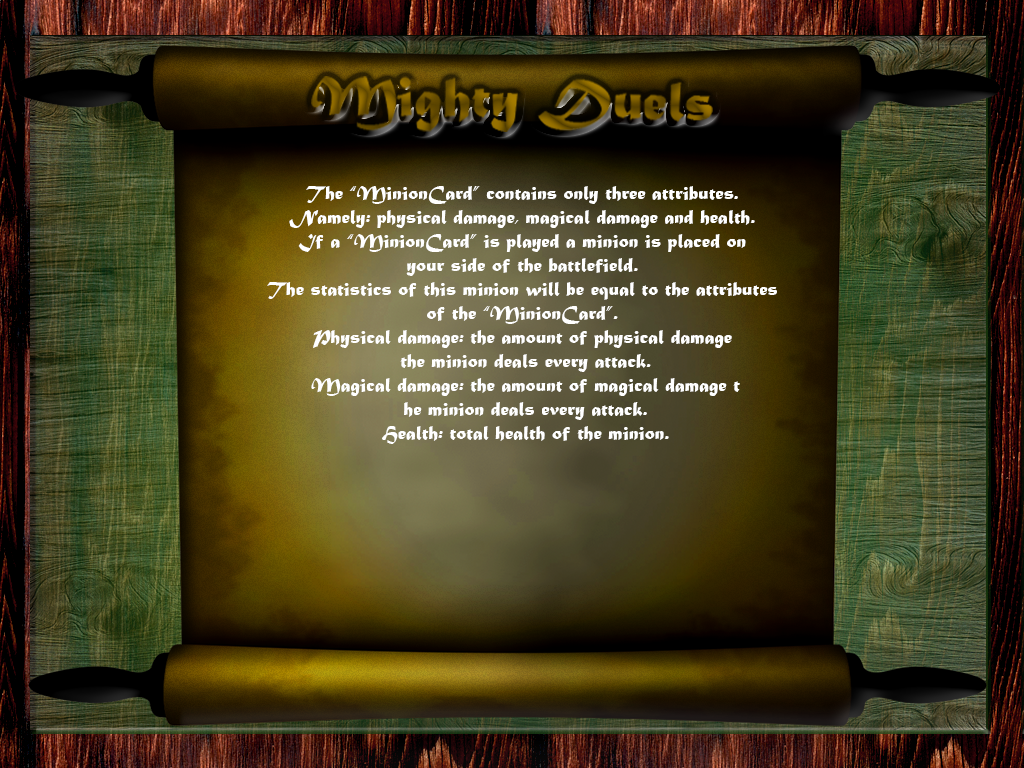 Mighty Duels
The "MinionCard" contains only three attributes.
Namely: physical damage, magical damage and health.
If a "MinionCard" is played a minion is placed on
your side of the battlefield.
The statistics of this minion will be equal to the attributes
of the "MinionCard".
Physical damage: the amount of physical damage
the minion deals every attack.
Magical damage: the amount of magical damage t
he minion deals every attack.
Health: total health of the minion.